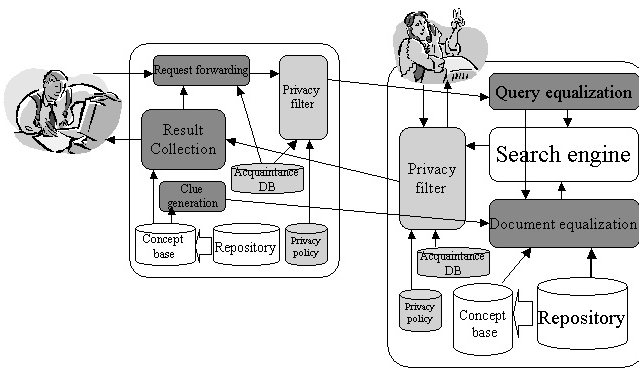 Request forwarding
Privacy
filter
Result
Collection
Acquaintance
DB
Clue
generation
Concept
base
Repository
Privacy
policy
Query equalization
Search engine
Privacy
filter
Document equalization
Acquaintance
DB
Privacy
policy
Concept
base
Repository